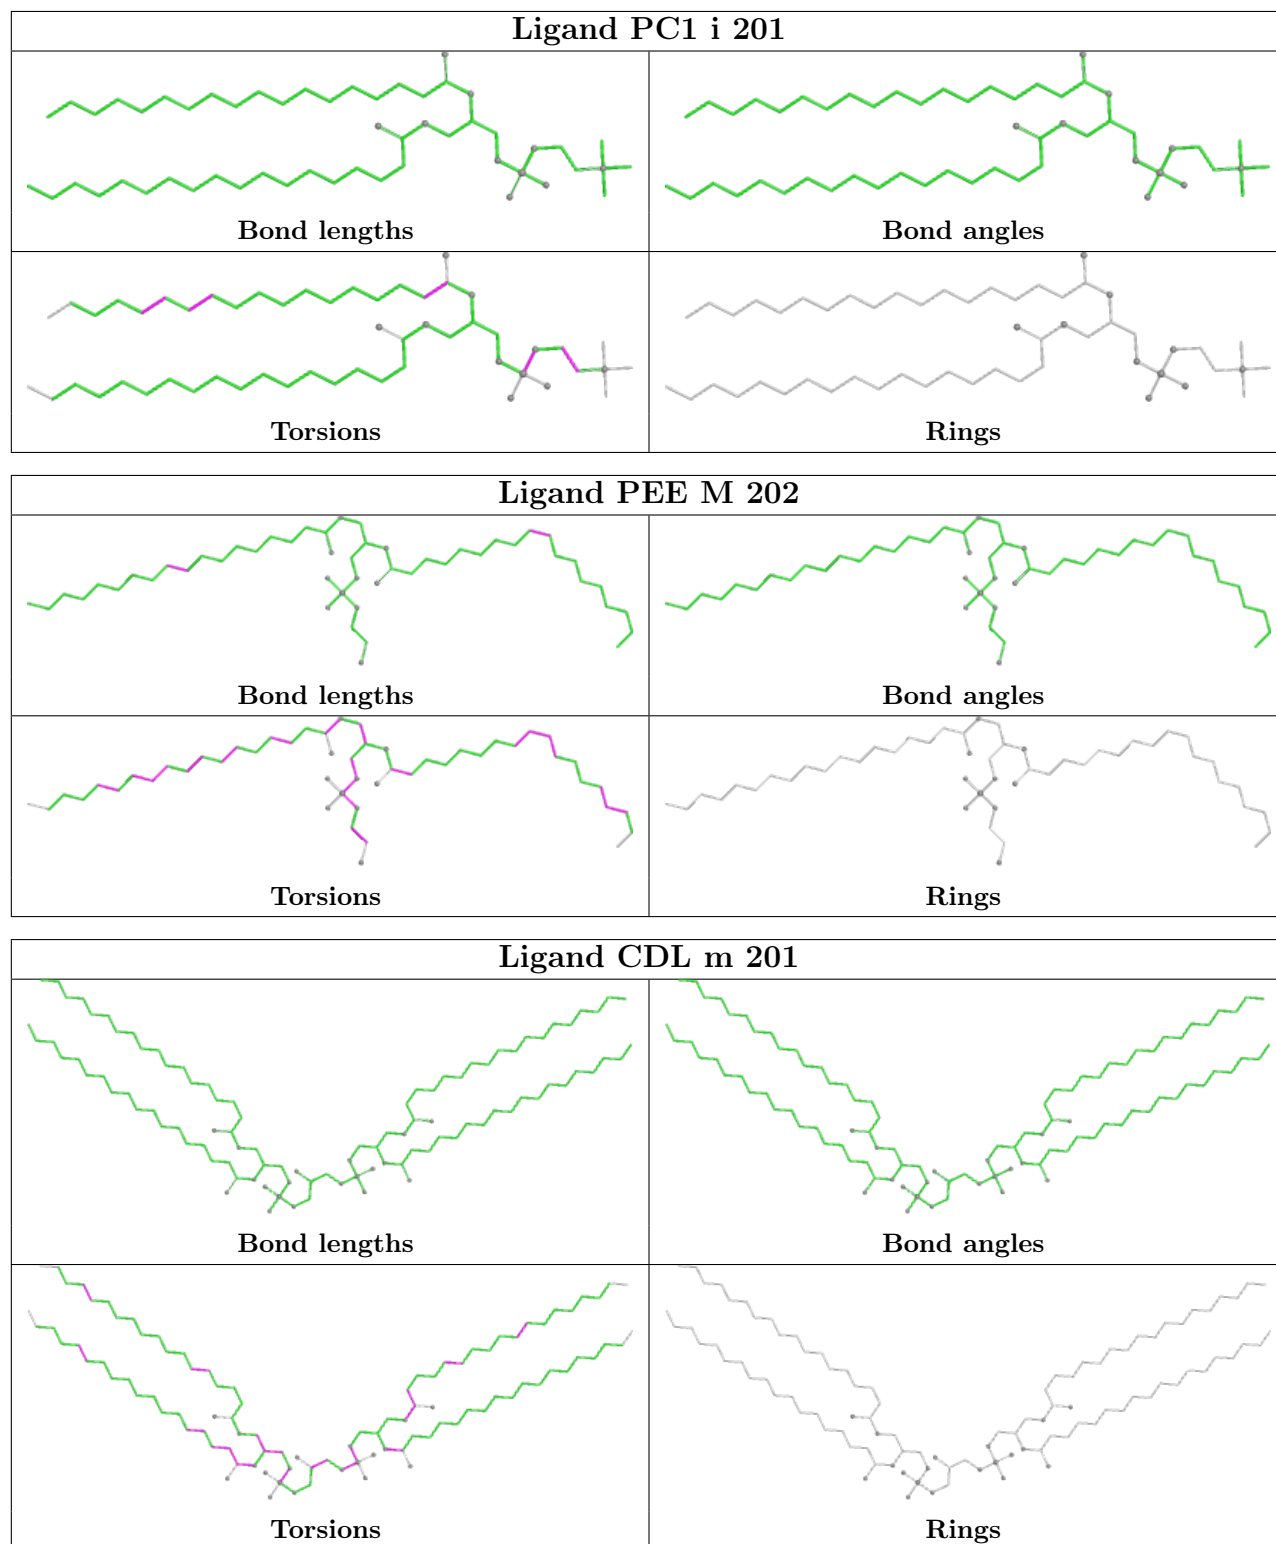 Ligand PC1 i 201
Bond lengths
Bond angles
Torsions
Rings
Ligand PEE M 202
Bond lengths
Bond angles
Torsions
Rings
Ligand CDL m 201
Bond lengths
Bond angles
Torsions
Rings